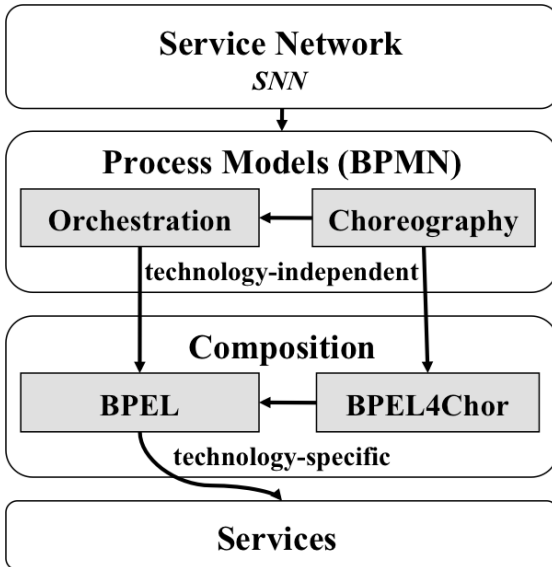 Service Network
SNN
Process Models (BPMN)
Orchestration
Choreography
technology-independent
Composition
BPEL
BPEL4Chor
technology-specific
Services